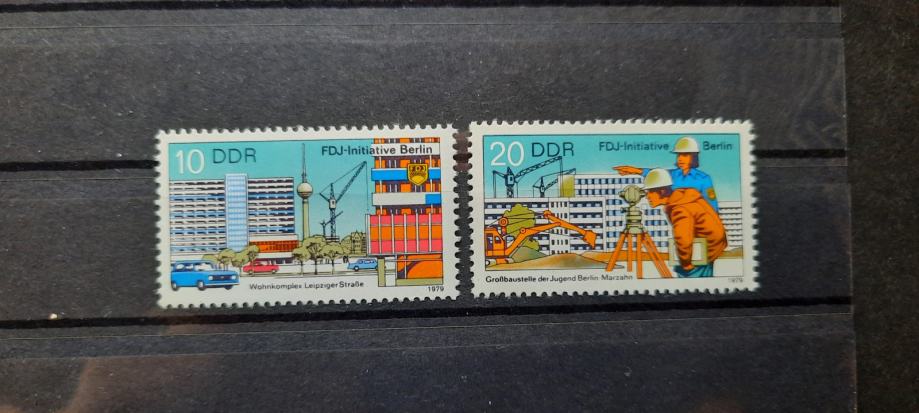 10 DDR
FDJ-Initiative Berlin
FDJ
Wohnkomplex Leipziger Straße
1979
20 DDR
FDJ-Initiative Berlin
Großbaustelle der Jugend Berlin-Marzahn
1979